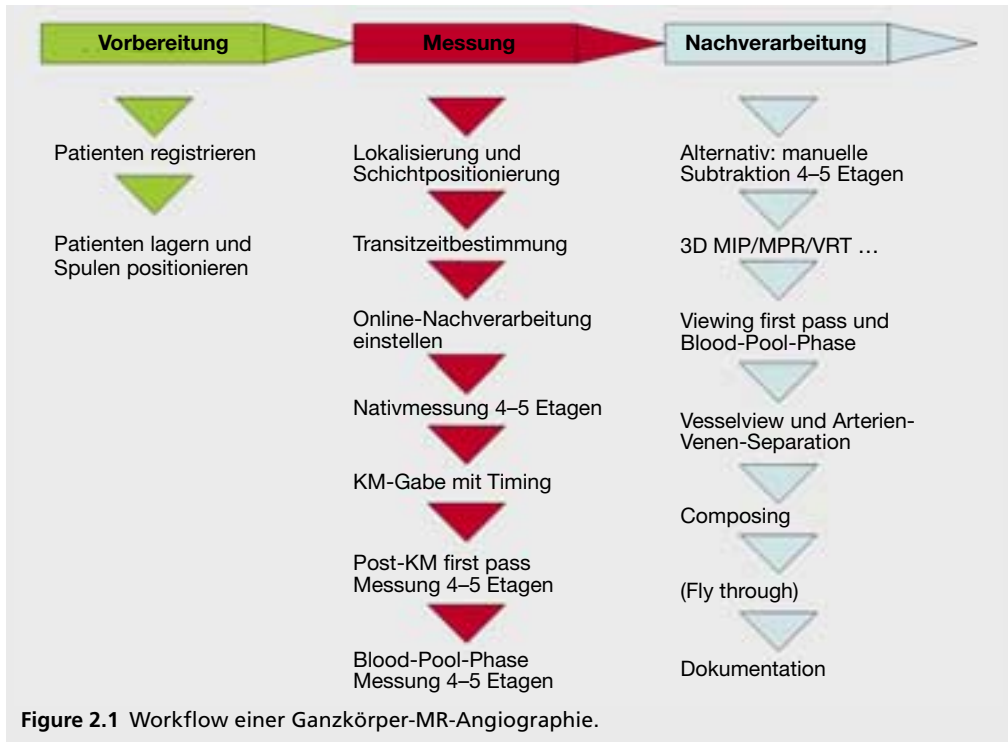 Vorbereitung
Messung
Nachverarbeitung
Patienten registrieren
Patienten lagern und
Spulen positionieren
Lokalisierung und
Schichtpositionierung
Transitzeitbestimmung
Online-Nachverarbeitung
einstellen
Nativmessung 4–5 Etagen
KM-Gabe mit Timing
Post-KM first pass
Messung 4–5 Etagen
Blood-Pool-Phase
Messung 4–5 Etagen
Alternativ: manuelle
Subtraktion 4–5 Etagen
3D MIP/MPR/VRT …
Viewing first pass und
Blood-Pool-Phase
Vesselview und Arterien-
Venen-Separation
Composing
(Fly through)
Dokumentation
Figure 2.1 Workflow einer Ganzkörper-MR-Angiographie.